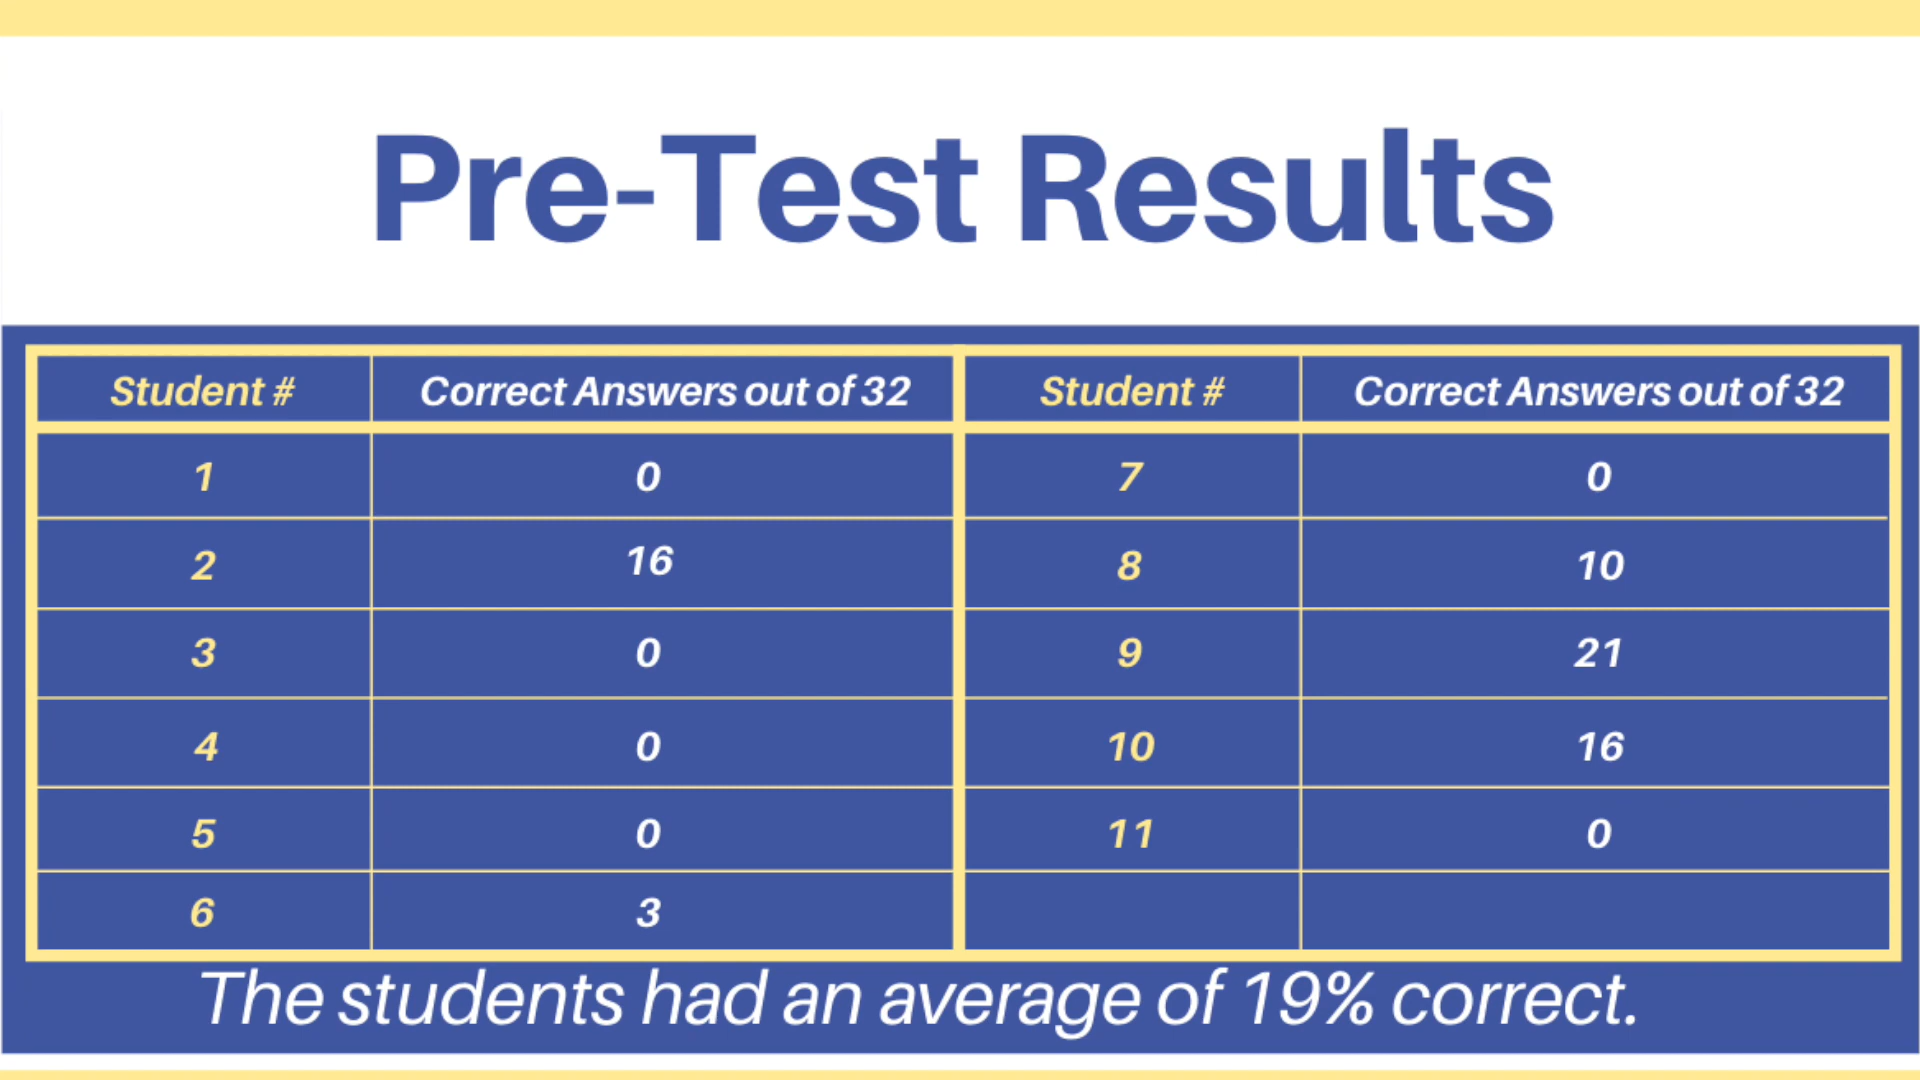 Pre-Test Results
Student # Correct Answers out of 32 Student # Correct Answers out of 32
1 0 7 0
2 16 8 10
3 0 9 21
4 0 10 16
5 0 11 0
6 3
The students had an average of 19% correct.